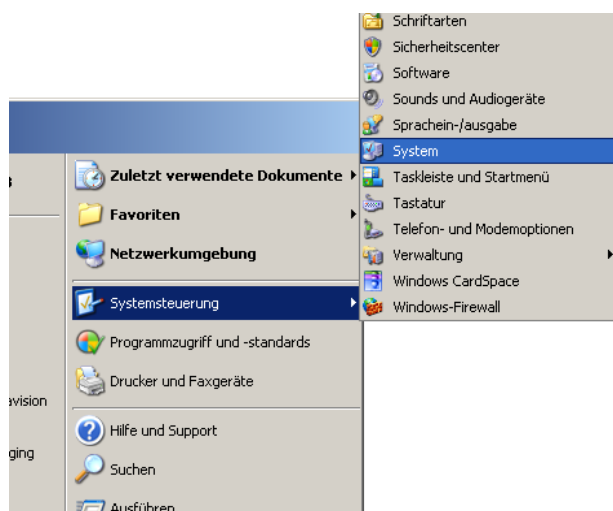 Schriftarten
Sicherheitscenter
Software
Sounds und Audiogeräte
Sprachein-/ausgabe
System
Taskleiste und Startmenü
Tastatur
Telefon- und Modemoptionen
Verwaltung
Windows CardSpace
Windows-Firewall
Zuletzt verwendete Dokumente
Favoriten
Netzwerkumgebung
Systemsteuerung
Programmzugriff und -standards
Drucker und Faxgeräte
Hilfe und Support
Suchen
Ausführen
avision
ging